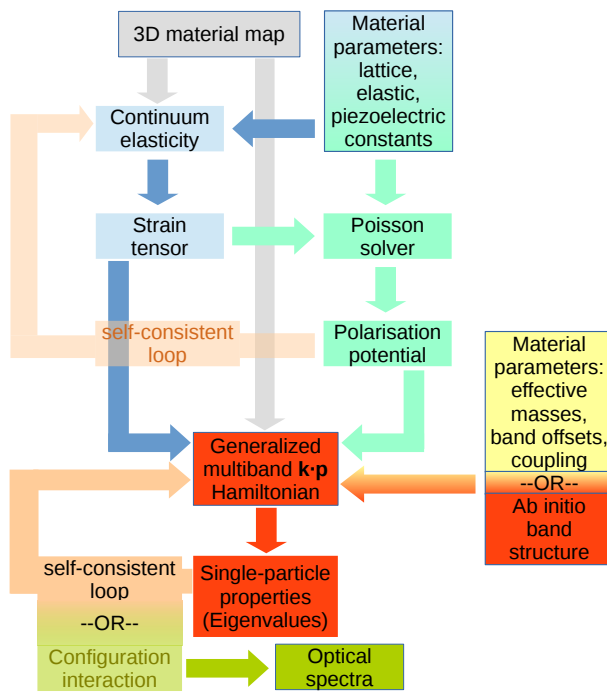 3D material map
Material
parameters:
lattice,
elastic,
piezoelectric
constants
Continuum
elasticity
Strain
tensor
Poisson
solver
self-consistent
loop
Polarisation
potential
Material
parameters:
effective
masses,
band offsets,
coupling
--OR--
Ab initio
band
structure
Generalized
multiband k·p
Hamiltonian
self-consistent
loop
--OR--
Configuration
interaction
Single-particle
properties
(Eigenvalues)
Optical
spectra